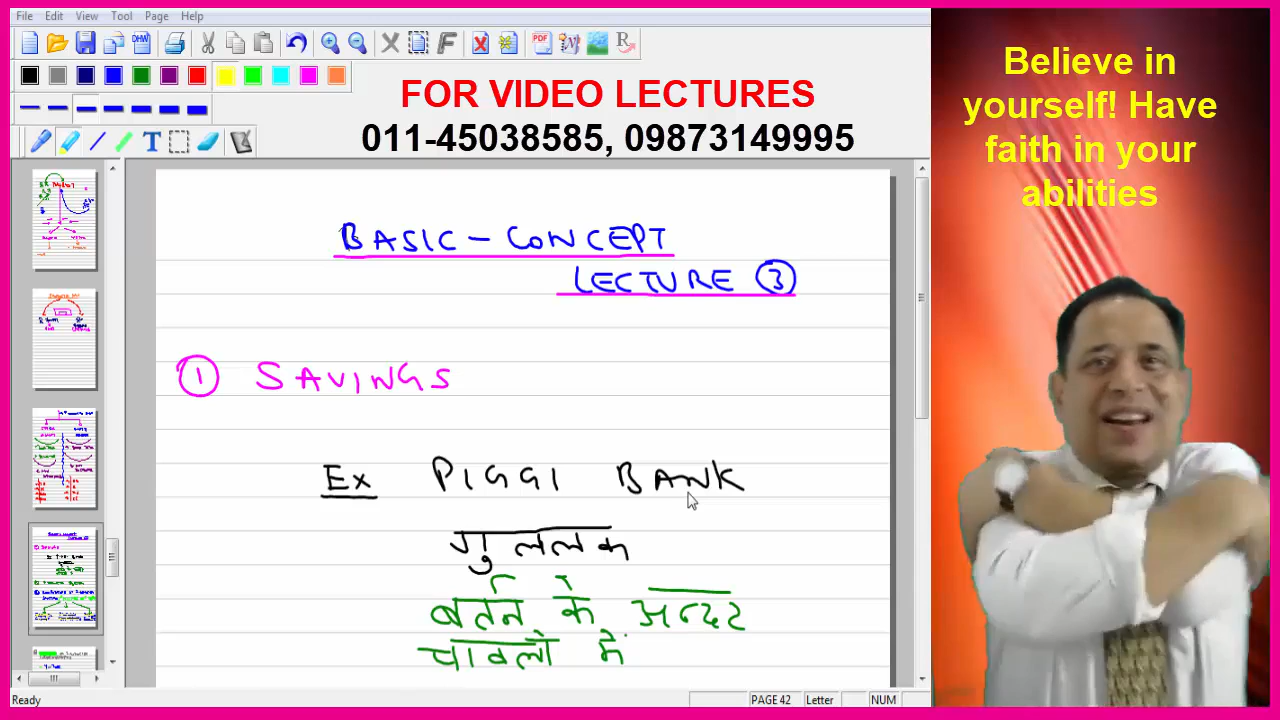 File Edit View Tool Page Help
FOR VIDEO LECTURES
011-45038585, 09873149995
BASIC - CONCEPT
LECTURE 3
1 SAVINGS
Ex PIGGI BANK
गुललक
बर्तन के अन्दर
चावलों में
Ready
PAGE 42 Letter NUM
Believe in
yourself! Have
faith in your
abilities